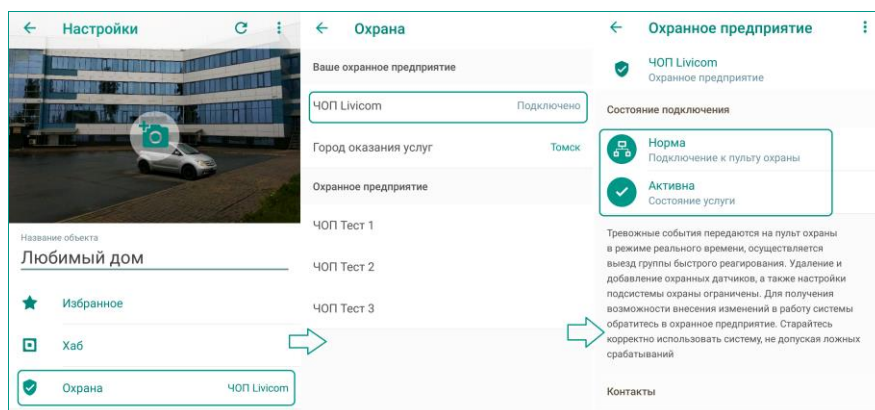 Настройки
Название объекта
Любимый дом
Избранное
Хаб
Охрана ЧОП Livicom
Охрана
Ваше охранное предприятие
ЧОП Livicom Подключено
Город оказания услуг Томск
Охранное предприятие
ЧОП Тест 1
ЧОП Тест 2
ЧОП Тест 3
Охранное предприятие
ЧОП Livicom
Охранное предприятие
Состояние подключения
Норма
Подключение к пульту охраны
Активна
Состояние услуги
Тревожные события передаются на пульт охраны
в режиме реального времени, осуществляется
выезд группы быстрого реагирования. Удаление и
добавление охранных датчиков, а также настройки
подсистемы охраны ограничены. Для получения
возможности внесения изменений в работу системы
обратитесь в охранное предприятие. Старайтесь
корректно использовать систему, не допуская ложных
срабатываний
Контакты